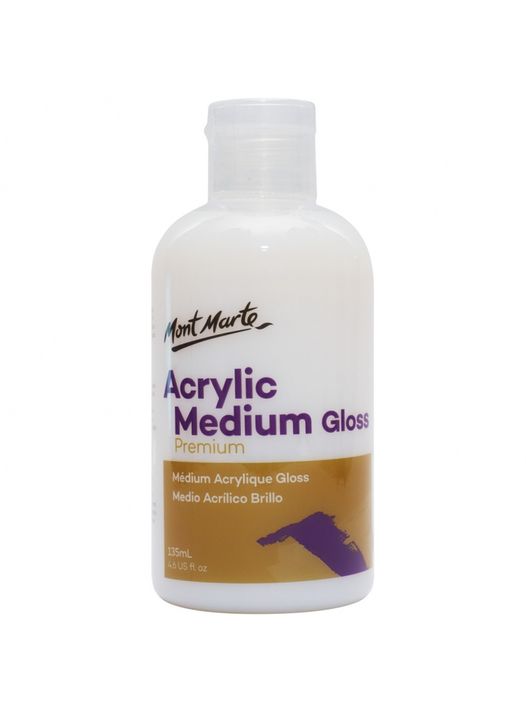 Mont Marte
Acrylic
Medium Gloss
Premium
Médium Acrylique Gloss
Medio Acrílico Brillo
135mL
4.6 US fl. oz